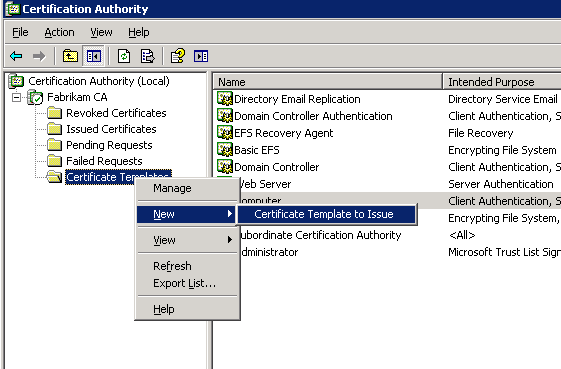 Certification Authority
File Action View Help
Certification Authority (Local)
Fabrikam CA
Revoked Certificates
Issued Certificates
Pending Requests
Failed Requests
Certificate Templates
Manage
New
View
Refresh
Export List...
Help
Certificate Template to Issue
Name Intended Purpose
Directory Email Replication Directory Service Email
Domain Controller Authentication Client Authentication, S
EFS Recovery Agent File Recovery
Basic EFS Encrypting File System
Domain Controller Client Authentication, S
Web Server Server Authentication
Computer Client Authentication, S
Encrypting File System,
Subordinate Certification Authority <All>
Administrator Microsoft Trust List Sign